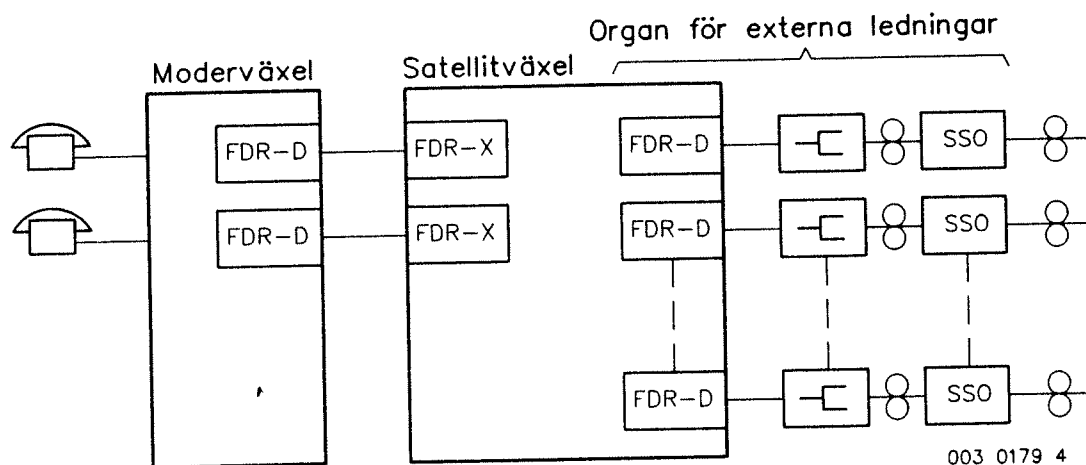 Organ för externa ledningar
Moderväxel
Satellitväxel
FDR-D FDR-X FDR-D SSO
FDR-D FDR-X FDR-D SSO
FDR-D SSO
003 0179 4